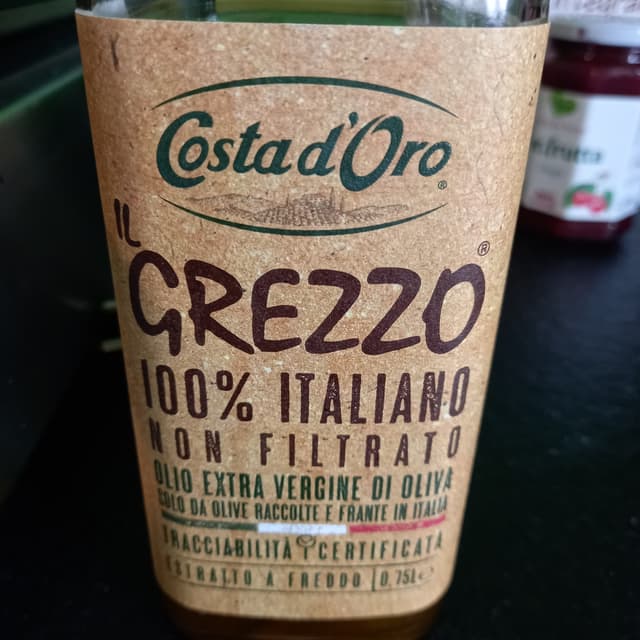 Costa d'Oro®
IL
GREZZO®
100% ITALIANO
NON FILTRATO
OLIO EXTRA VERGINE DI OLIVA
SOLO DA OLIVE RACCOLTE E FRANTE IN ITALIA
TRACCIABILITÀ CERTIFICATA
ESTRATTO A FREDDO 0,75L e
frutta